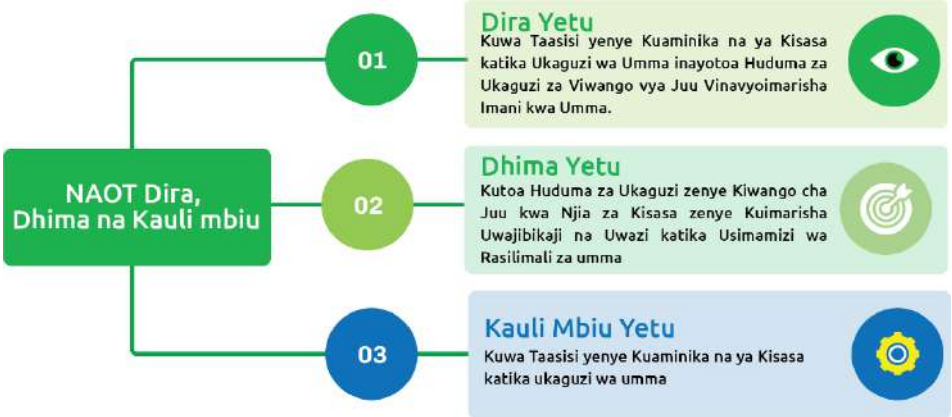 NAOT Dira,
Dhima na Kauli mbiu
01
Dira Yetu
Kuwa Taasisi yenye Kuaminika na ya Kisasa
katika Ukaguzi wa Umma inayotoa Huduma za
Ukaguzi za Viwango vya Juu Vinavyoimarisha
Imani kwa Umma.
02
Dhima Yetu
Kutoa Huduma za Ukaguzi zenye Kiwango cha
Juu kwa Njia za Kisasa zenye Kuimarisha
Uwajibikaji na Uwazi katika Usimamizi wa
Rasilimali za umma
03
Kauli Mbiu Yetu
Kuwa Taasisi yenye Kuaminika na ya Kisasa
katika ukaguzi wa umma